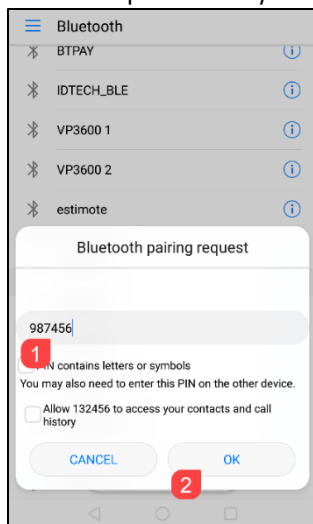 Bluetooth
BTPAY
IDTECH_BLE
VP3600 1
VP3600 2
estimote
Bluetooth pairing request
987456
1
PIN contains letters or symbols
You may also need to enter this PIN on the other device.
Allow 132456 to access your contacts and call
history
CANCEL OK
2